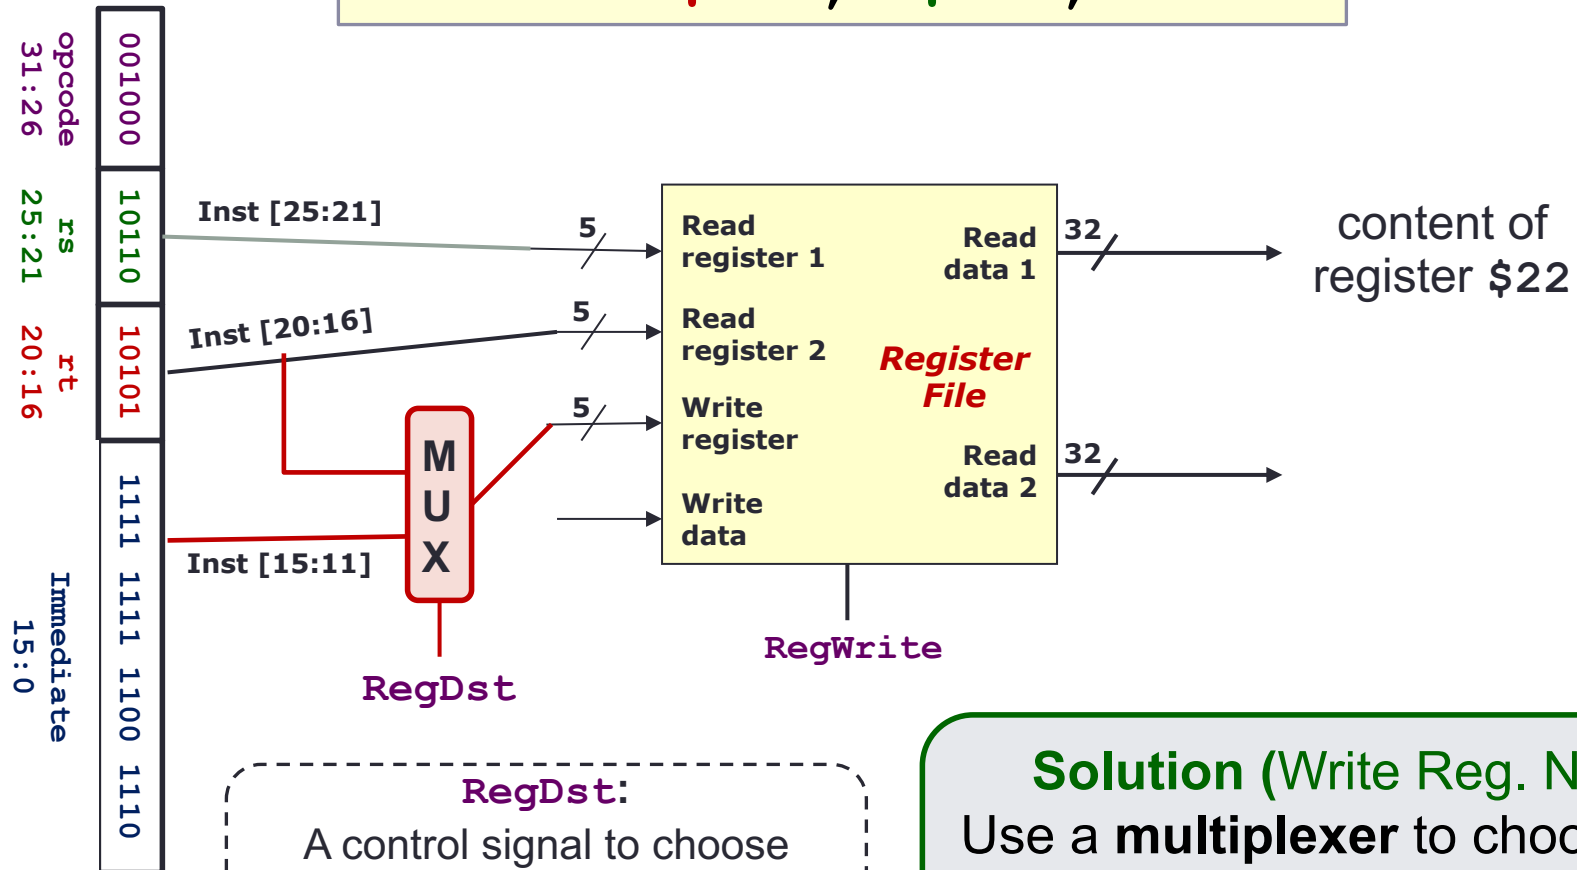 opcode
31:26
001000
rs
25:21
10110
rt
20:16
10101
Immediate
15:0
1111 1111 1100 1110
Inst [25:21]
5
Inst [20:16]
5
5
Inst [15:11]
MUX
RegDst
Read
register 1
Read
register 2
Write
register
Write
data
Register
File
Read
data 1
Read
data 2
32
32
RegWrite
content of
register $22
RegDst:
A control signal to choose
Solution (Write Reg. N
Use a multiplexer to choo